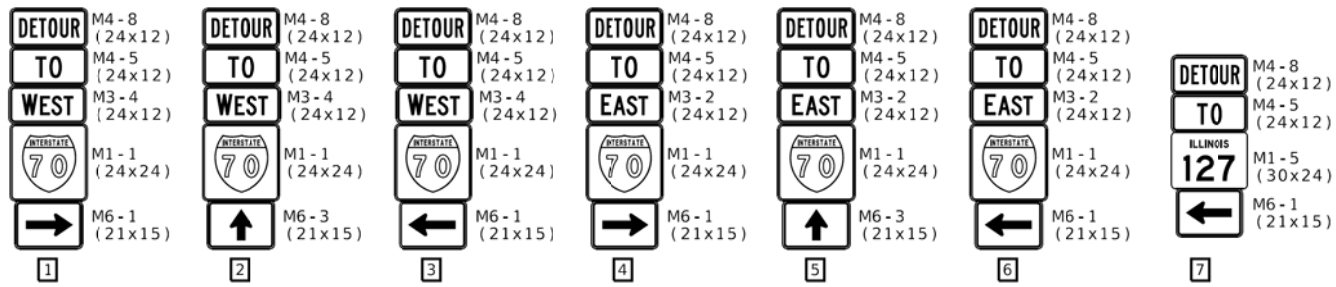 DETOUR M4-8
(24x12)
TO M4-5
(24x12)
WEST M3-4
(24x12)
INTERSTATE
70 M1-1
(24x24)
M6-1
(21x15)
1
DETOUR M4-8
(24x12)
TO M4-5
(24x12)
WEST M3-4
(24x12)
INTERSTATE
70 M1-1
(24x24)
M6-3
(21x15)
2
DETOUR M4-8
(24x12)
TO M4-5
(24x12)
WEST M3-4
(24x12)
INTERSTATE
70 M1-1
(24x24)
M6-1
(21x15)
3
DETOUR M4-8
(24x12)
TO M4-5
(24x12)
EAST M3-2
(24x12)
INTERSTATE
70 M1-1
(24x24)
M6-1
(21x15)
4
DETOUR M4-8
(24x12)
TO M4-5
(24x12)
EAST M3-2
(24x12)
INTERSTATE
70 M1-1
(24x24)
M6-3
(21x15)
5
DETOUR M4-8
(24x12)
TO M4-5
(24x12)
EAST M3-2
(24x12)
INTERSTATE
70 M1-1
(24x24)
M6-1
(21x15)
6
DETOUR M4-8
(24x12)
TO M4-5
(24x12)
ILLINOIS
127 M1-5
(30x24)
M6-1
(21x15)
7